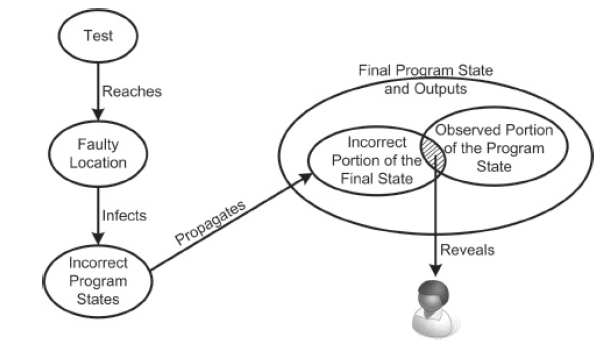 Test
Reaches
Faulty
Location
Infects
Incorrect
Program
States
Propagates
Final Program State
and Outputs
Incorrect
Portion of the
Final State
Observed Portion
of the Program
State
Reveals